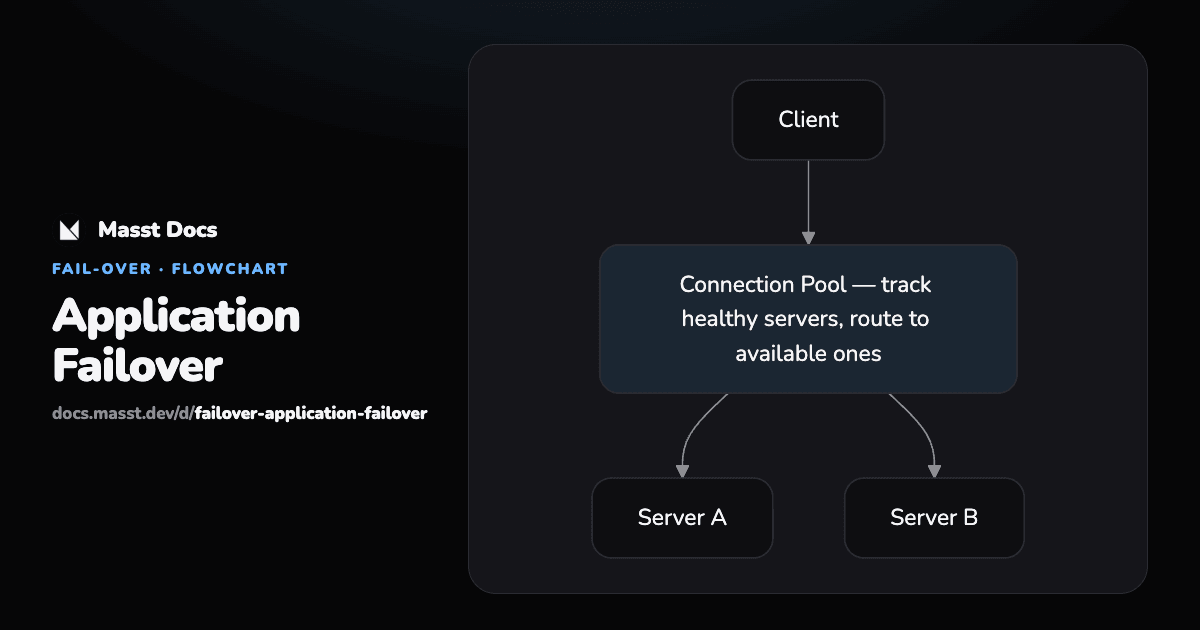 Masst Docs
FAIL-OVER · FLOWCHART
Application
Failover
docs.masst.dev/d/failover-application-failover
Client
Connection Pool — track
healthy servers, route to
available ones
Server A
Server B